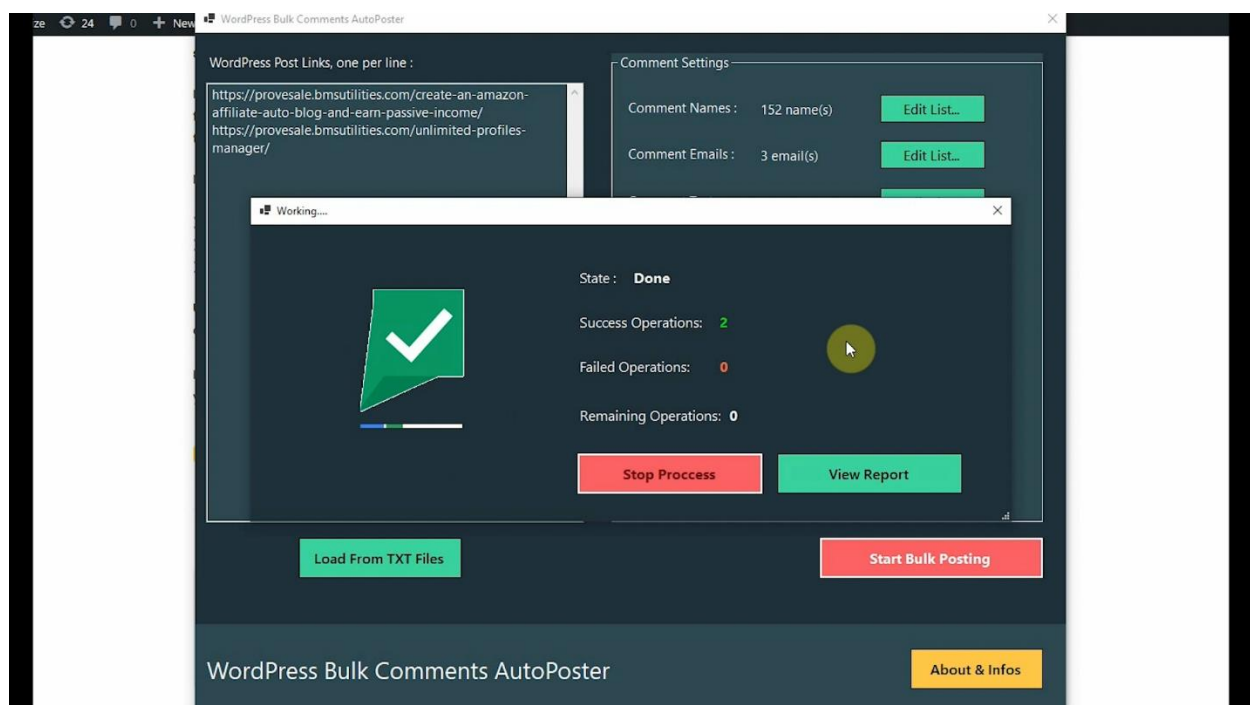 ze 24 0 New
WordPress Bulk Comments AutoPoster
WordPress Post Links, one per line :
https://provesale.bmsutilities.com/create-an-amazon-
affiliate-auto-blog-and-earn-passive-income/
https://provesale.bmsutilities.com/unlimited-profiles-
manager/
Comment Settings
Comment Names : 152 name(s) Edit List...
Comment Emails : 3 email(s) Edit List...
Working....
State : Done
Success Operations: 2
Failed Operations: 0
Remaining Operations: 0
Stop Proccess View Report
Load From TXT Files Start Bulk Posting
WordPress Bulk Comments AutoPoster About & Infos